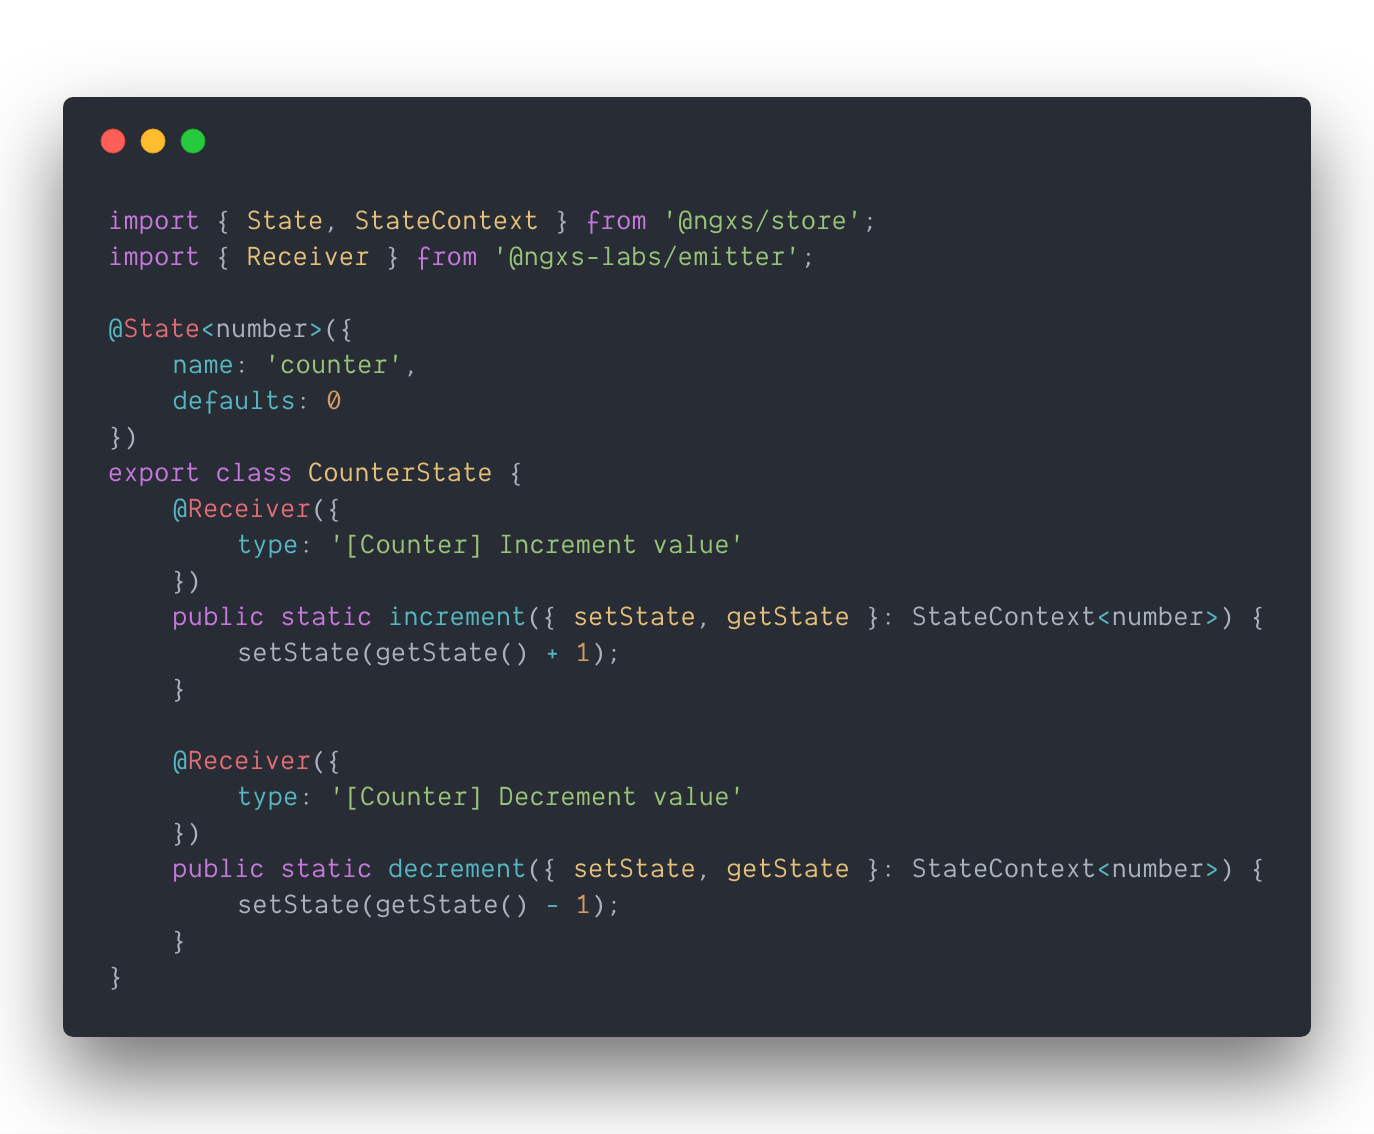 import { State, StateContext } from '@ngxs/store';
import { Receiver } from '@ngxs-labs/emitter';

@State<number>({
    name: 'counter',
    defaults: 0
})
export class CounterState {
    @Receiver({
        type: '[Counter] Increment value'
    })
    public static increment({ setState, getState }: StateContext<number>) {
        setState(getState() + 1);
    }

    @Receiver({
        type: '[Counter] Decrement value'
    })
    public static decrement({ setState, getState }: StateContext<number>) {
        setState(getState() - 1);
    }
}